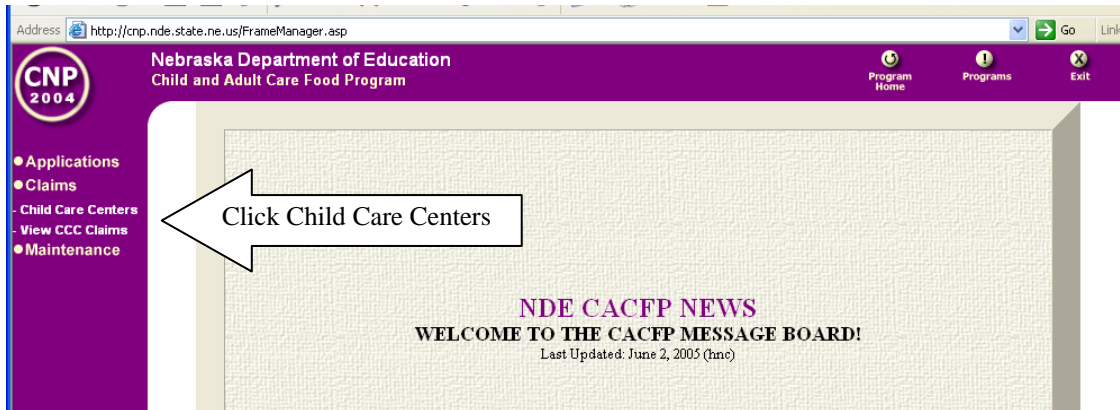 Address http://cnp.nde.state.ne.us/FrameManager.asp Go Link
CNP
2004
Nebraska Department of Education
Child and Adult Care Food Program
Program
Home
Programs
Exit
Applications
Claims
- Child Care Centers
- View CCC Claims
Maintenance
Click Child Care Centers
NDE CACFP NEWS
WELCOME TO THE CACFP MESSAGE BOARD!
Last Updated: June 2, 2005 (hnc)